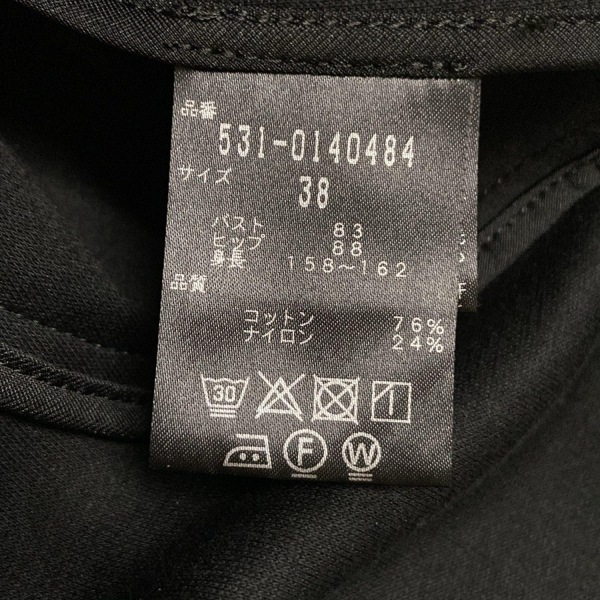 品番
531-0140484
サイズ 38
バスト 83
ヒップ 88
身長 158～162
品質
コットン 76%
ナイロン 24%
30
F W